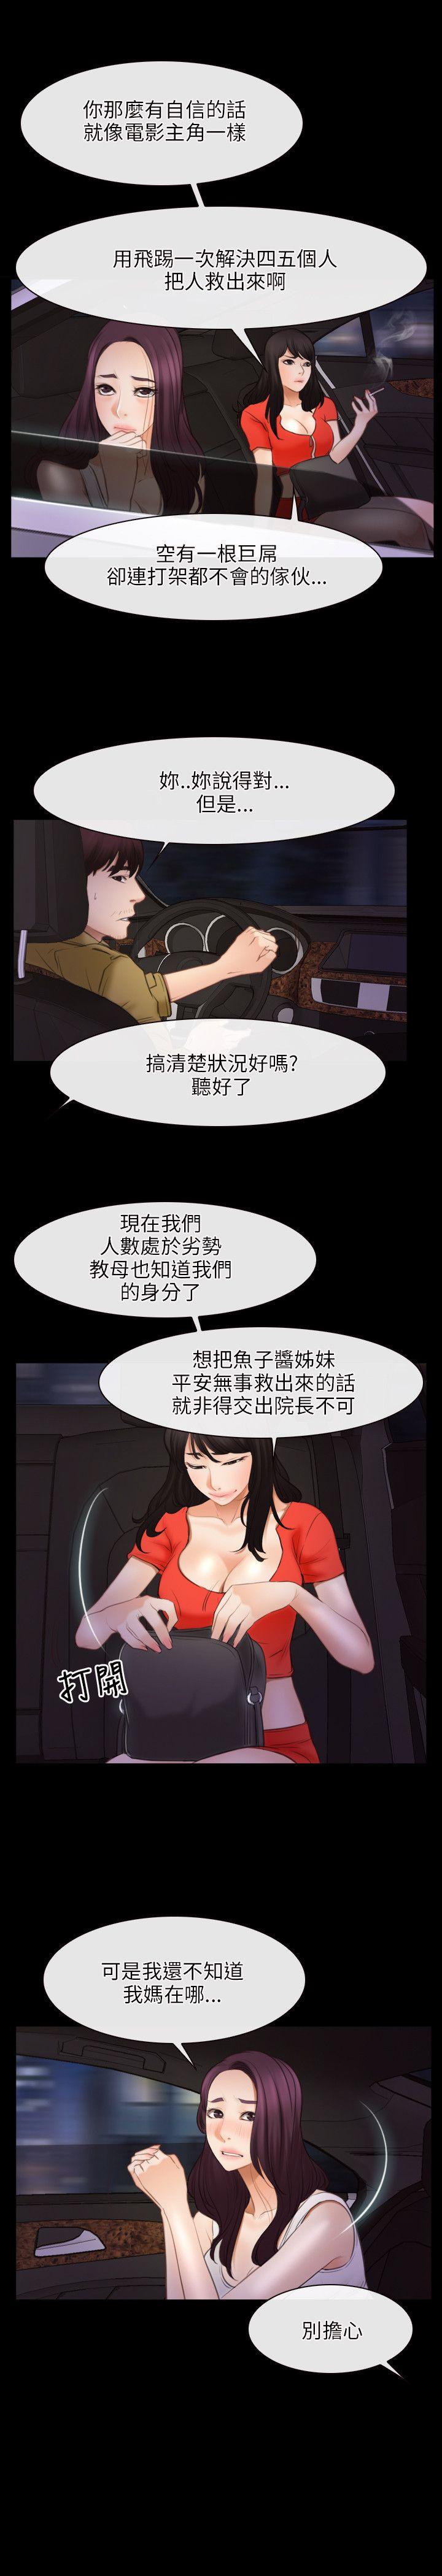 你那麼有自信的話
就像電影主角一樣
用飛踢一次解決四五個人
把人救出來啊
空有一根巨屌
卻連打架都不會的傢伙...
妳..妳說得對...
但是...
搞清楚狀況好嗎?
聽好了
現在我們
人數處於劣勢
教母也知道我們
的身分了
想把魚子醬姊妹
平安無事救出來的話
就非得交出院長不可
打開
可是我還不知道
我媽在哪...
別擔心